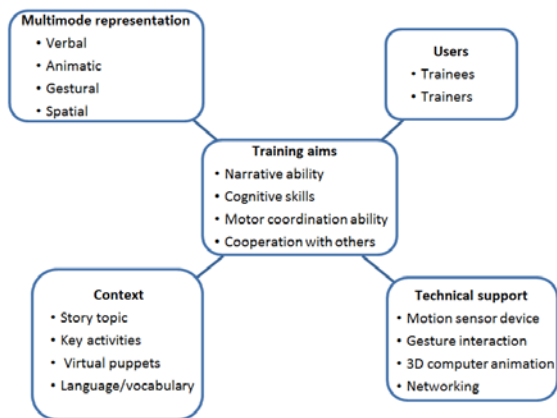 Multimode representation
• Verbal
• Animatic
• Gestural
• Spatial
Users
• Trainees
• Trainers
Training aims
• Narrative ability
• Cognitive skills
• Motor coordination ability
• Cooperation with others
Context
• Story topic
• Key activities
• Virtual puppets
• Language/vocabulary
Technical support
• Motion sensor device
• Gesture interaction
• 3D computer animation
• Networking